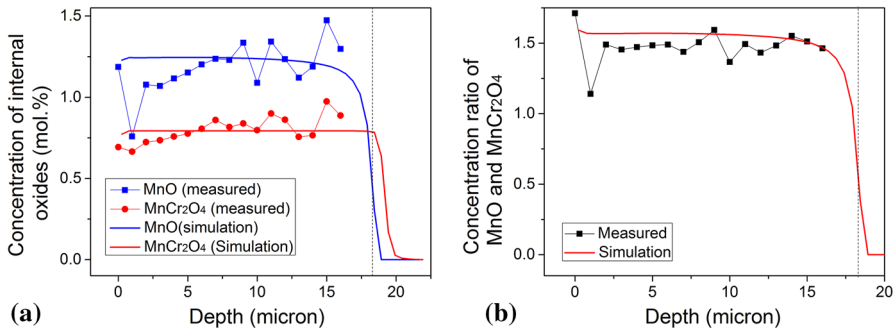 Concentration of internal
oxides (mol.%)
1.5
1.0
0.5
0.0
MnO (measured)
MnCr₂O₄ (measured)
MnO(simulation)
MnCr₂O₄ (Simulation)
0 5 10 15 20
(a) Depth (micron)
Concentration ratio of
MnO and MnCr₂O₄
1.5
1.0
0.5
0.0
Measured
Simulation
0 5 10 15 20
(b) Depth (micron)